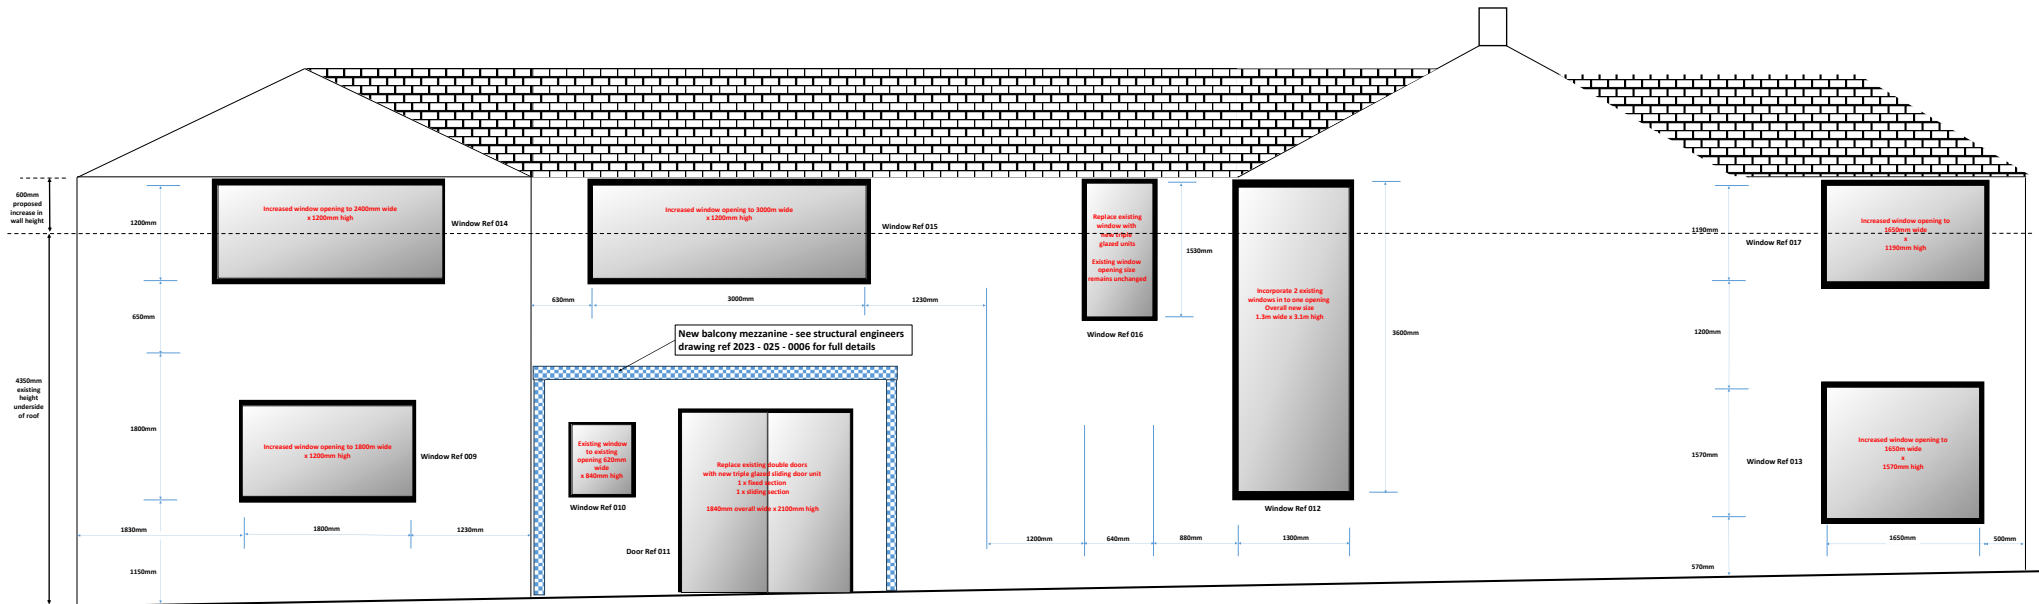 600mm
proposed
increase in
wall height
4350mm
existing
height
underside
of roof
1200mm
650mm
1800mm
1150mm
Increased window opening to 2400mm wide
x 1200mm high
Window Ref 014
Increased window opening to 1800m wide
x 1200mm high
Window Ref 009
1830mm
1800mm
1230mm
Increased window opening to 3000m wide
x 1200mm high
Window Ref 015
630mm
3000mm
1230mm
New balcony mezzanine - see structural engineers
drawing ref 2023 - 025 - 0006 for full details
Existing window
to existing
opening 620mm
wide
x 840mm high
Window Ref 010
Replace existing double doors
with new triple glazed sliding door unit
1 x fixed section
1 x sliding section
1840mm overall wide x 2100mm high
Door Ref 011
Replace existing
window with
new triple
glazed units
Existing window
opening size
remains unchanged
1530mm
Window Ref 016
Incorporate 2 existing
windows in to one opening
Overall new size
1.3m wide x 3.1m high
3600mm
Window Ref 012
1200mm
640mm
880mm
1300mm
1190mm
1200mm
1570mm
570mm
Increased window opening to
1650mm wide
x
1190mm high
Window Ref 017
Increased window opening to
1650m wide
x
1570mm high
Window Ref 013
1650mm
500mm